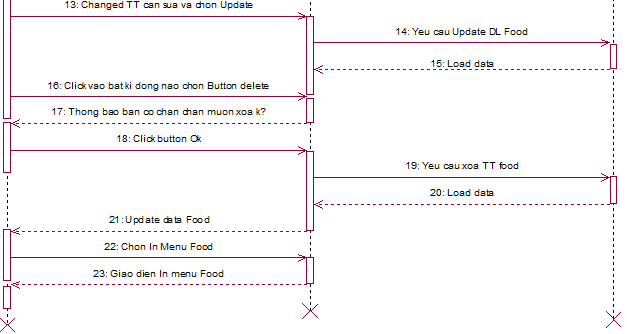 13: Changed TT can sua va chon Update
14: Yeu cau Update DL Food
15: Load data
16: Click vao bat ki dong nao chon Button delete
17: Thong bao ban co chan chan muon xoa k?
18: Click button Ok
19: Yeu cau xoa TT food
20: Load data
21: Update data Food
22: Chon In Menu Food
23: Giao dien In menu Food